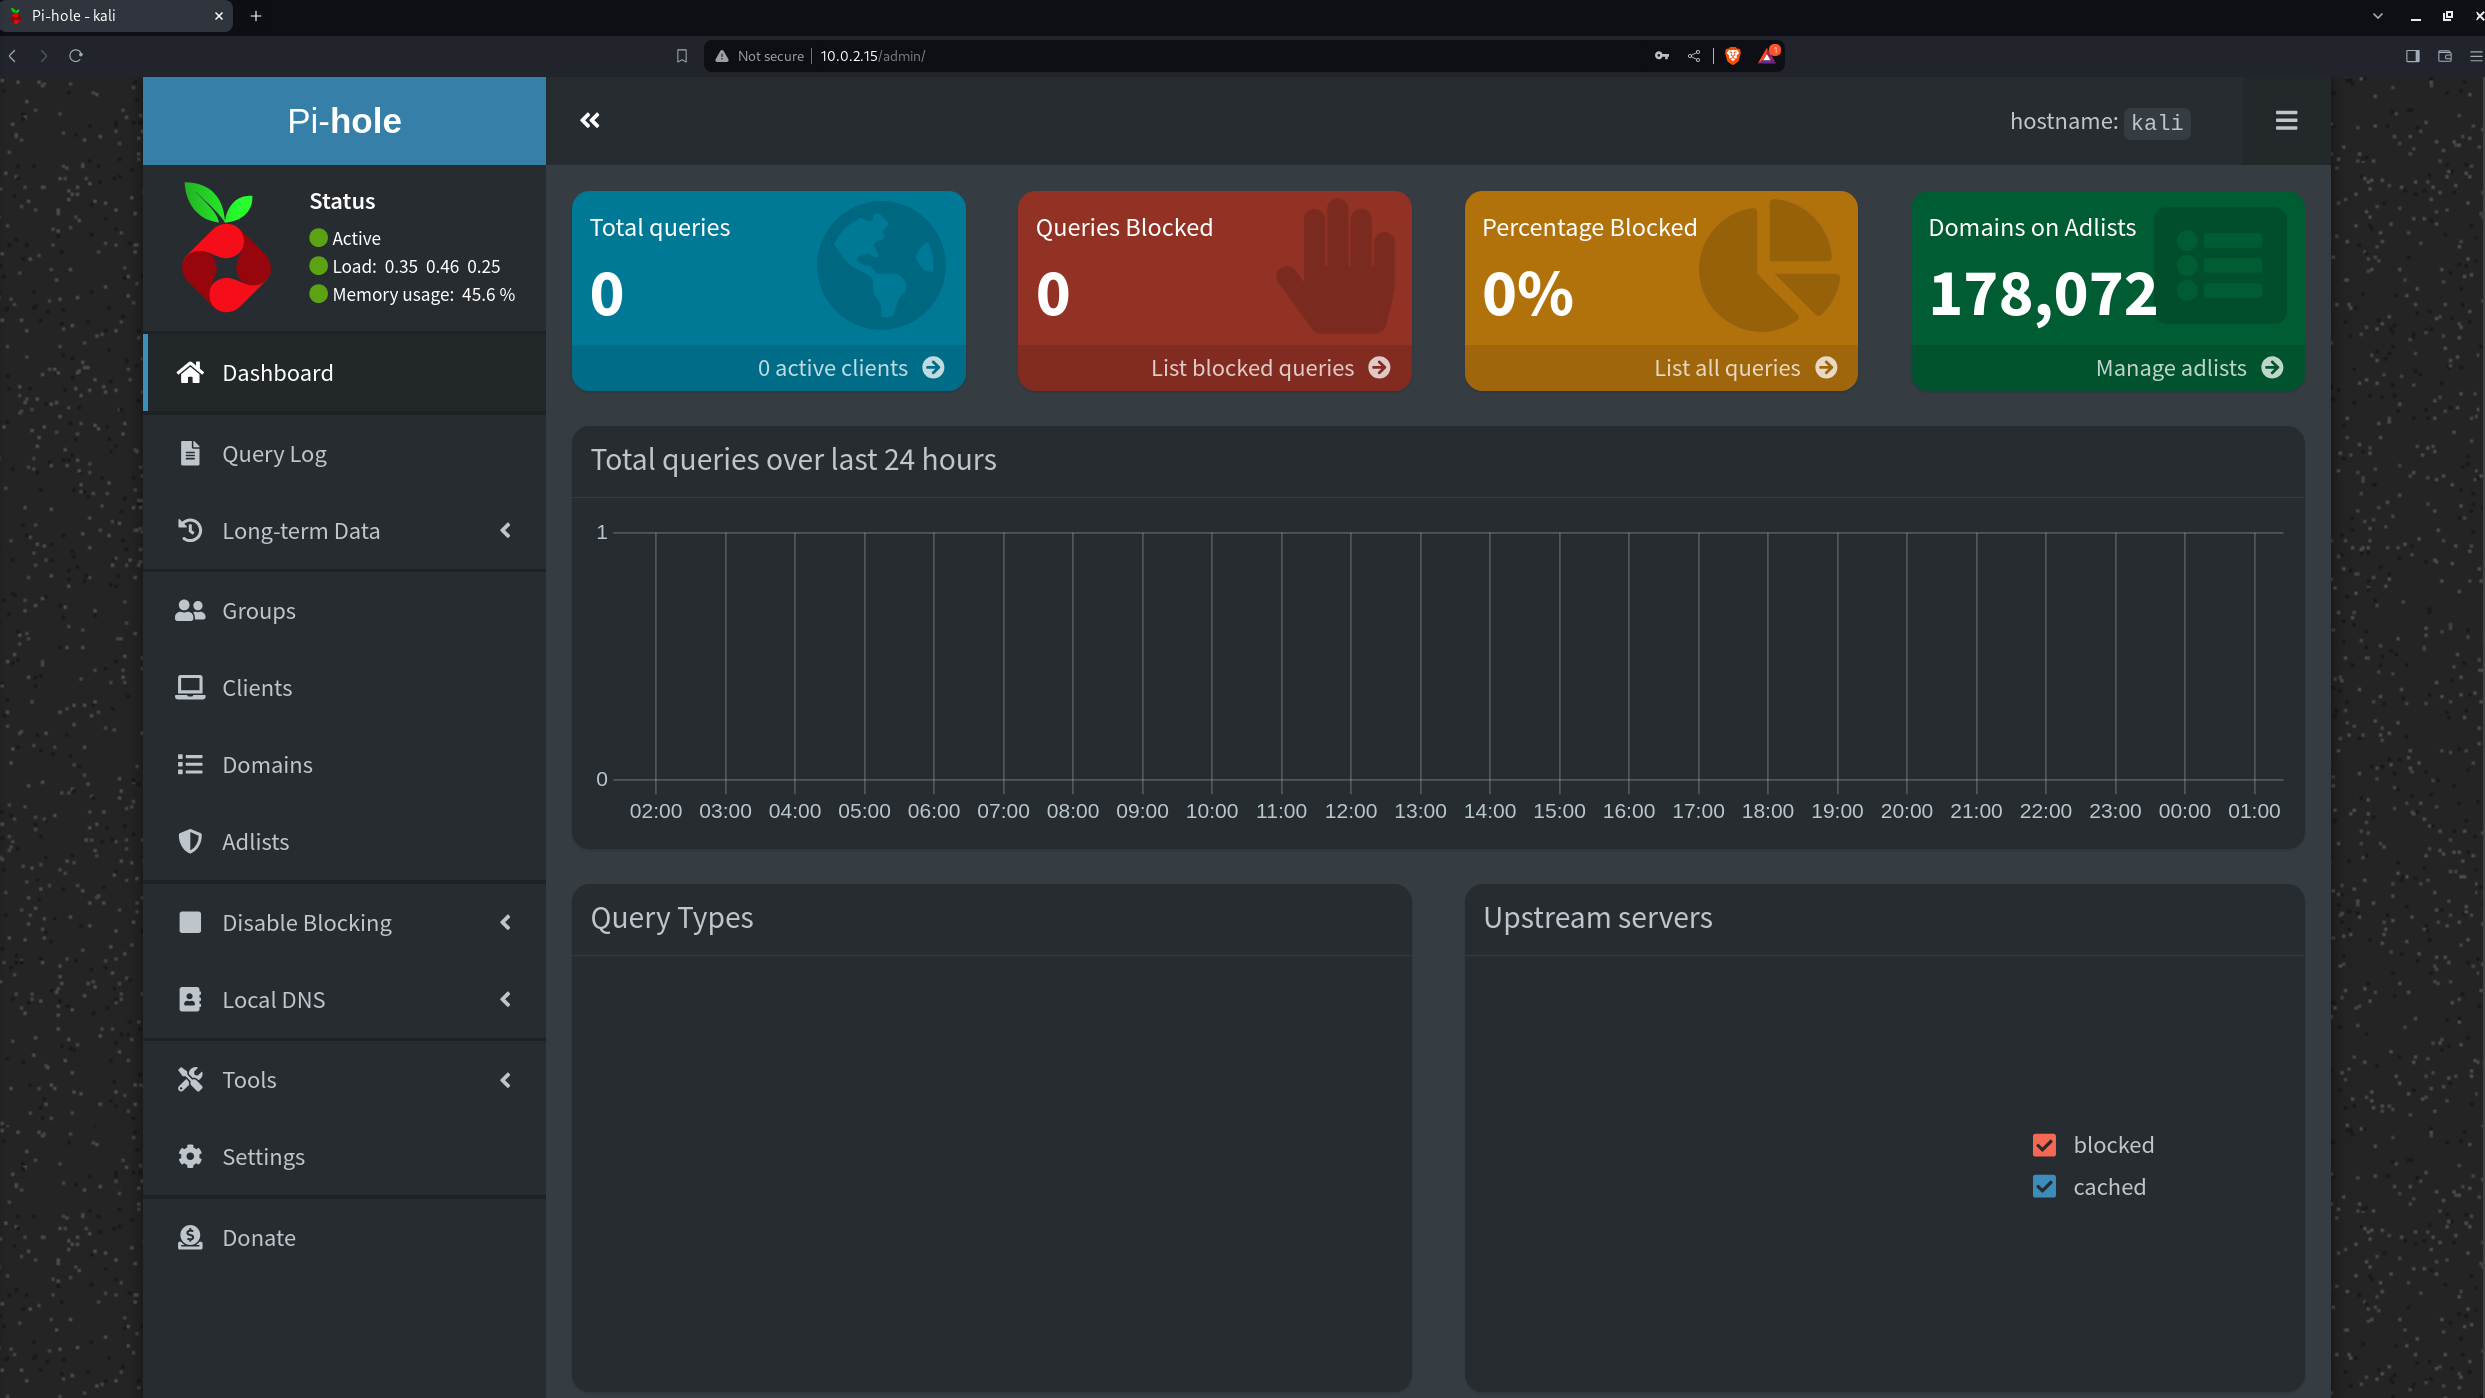 Pi-hole - kali
Not secure 10.0.2.15/admin/
1
Pi-hole
hostname: kali
Status
Active
Load: 0.35 0.46 0.25
Memory usage: 45.6 %
Dashboard
Query Log
Long-term Data
Groups
Clients
Domains
Adlists
Disable Blocking
Local DNS
Tools
Settings
Donate
Total queries
0
0 active clients
Queries Blocked
0
List blocked queries
Percentage Blocked
0%
List all queries
Domains on Adlists
178,072
Manage adlists
Total queries over last 24 hours
1
0
02:00 03:00 04:00 05:00 06:00 07:00 08:00 09:00 10:00 11:00 12:00 13:00 14:00 15:00 16:00 17:00 18:00 19:00 20:00 21:00 22:00 23:00 00:00 01:00
Query Types
Upstream servers
blocked
cached